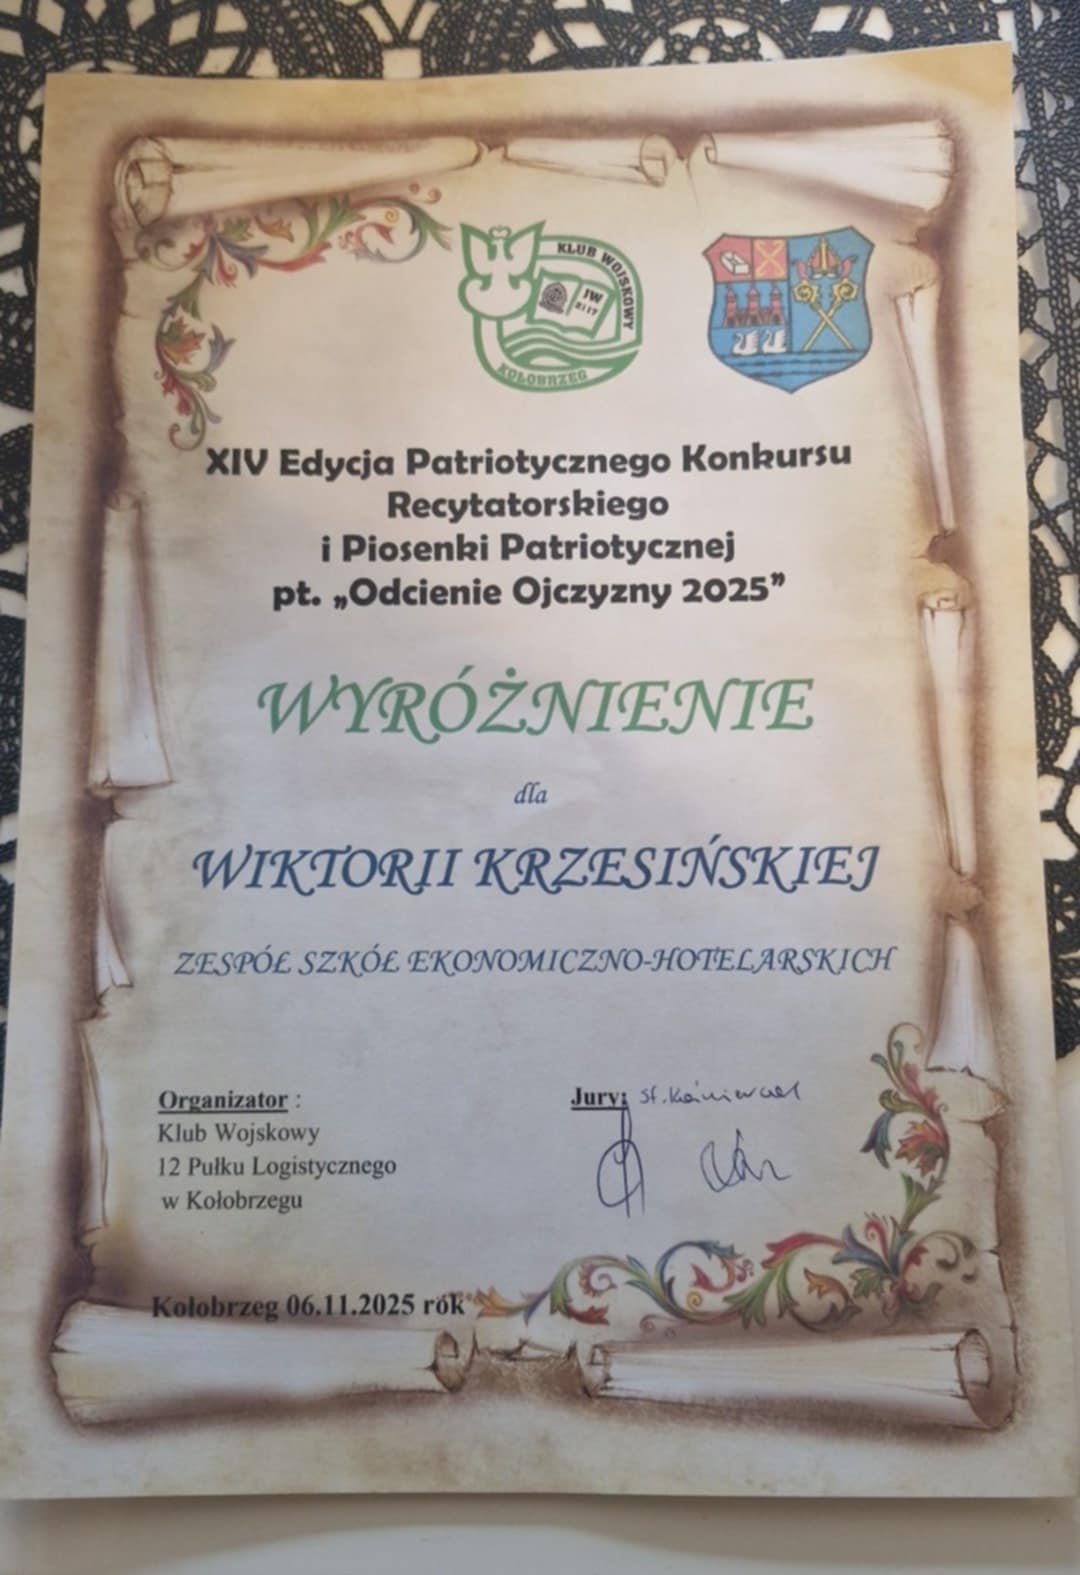 KLUB WOJSKOWY
JW
2117
KOŁOBRZEG
XIV Edycja Patriotycznego Konkursu
Recytatorskiego
i Piosenki Patriotycznej
pt. „Odcienie Ojczyzny 2025”
WYRÓŻNIENIE
dla
WIKTORII KRZESIŃSKIEJ
ZESPÓŁ SZKÓŁ EKONOMICZNO-HOTELARSKICH
Organizator :
Klub Wojskowy
12 Pułku Logistycznego
w Kołobrzegu
Jury:
Kołobrzeg 06.11.2025 rok